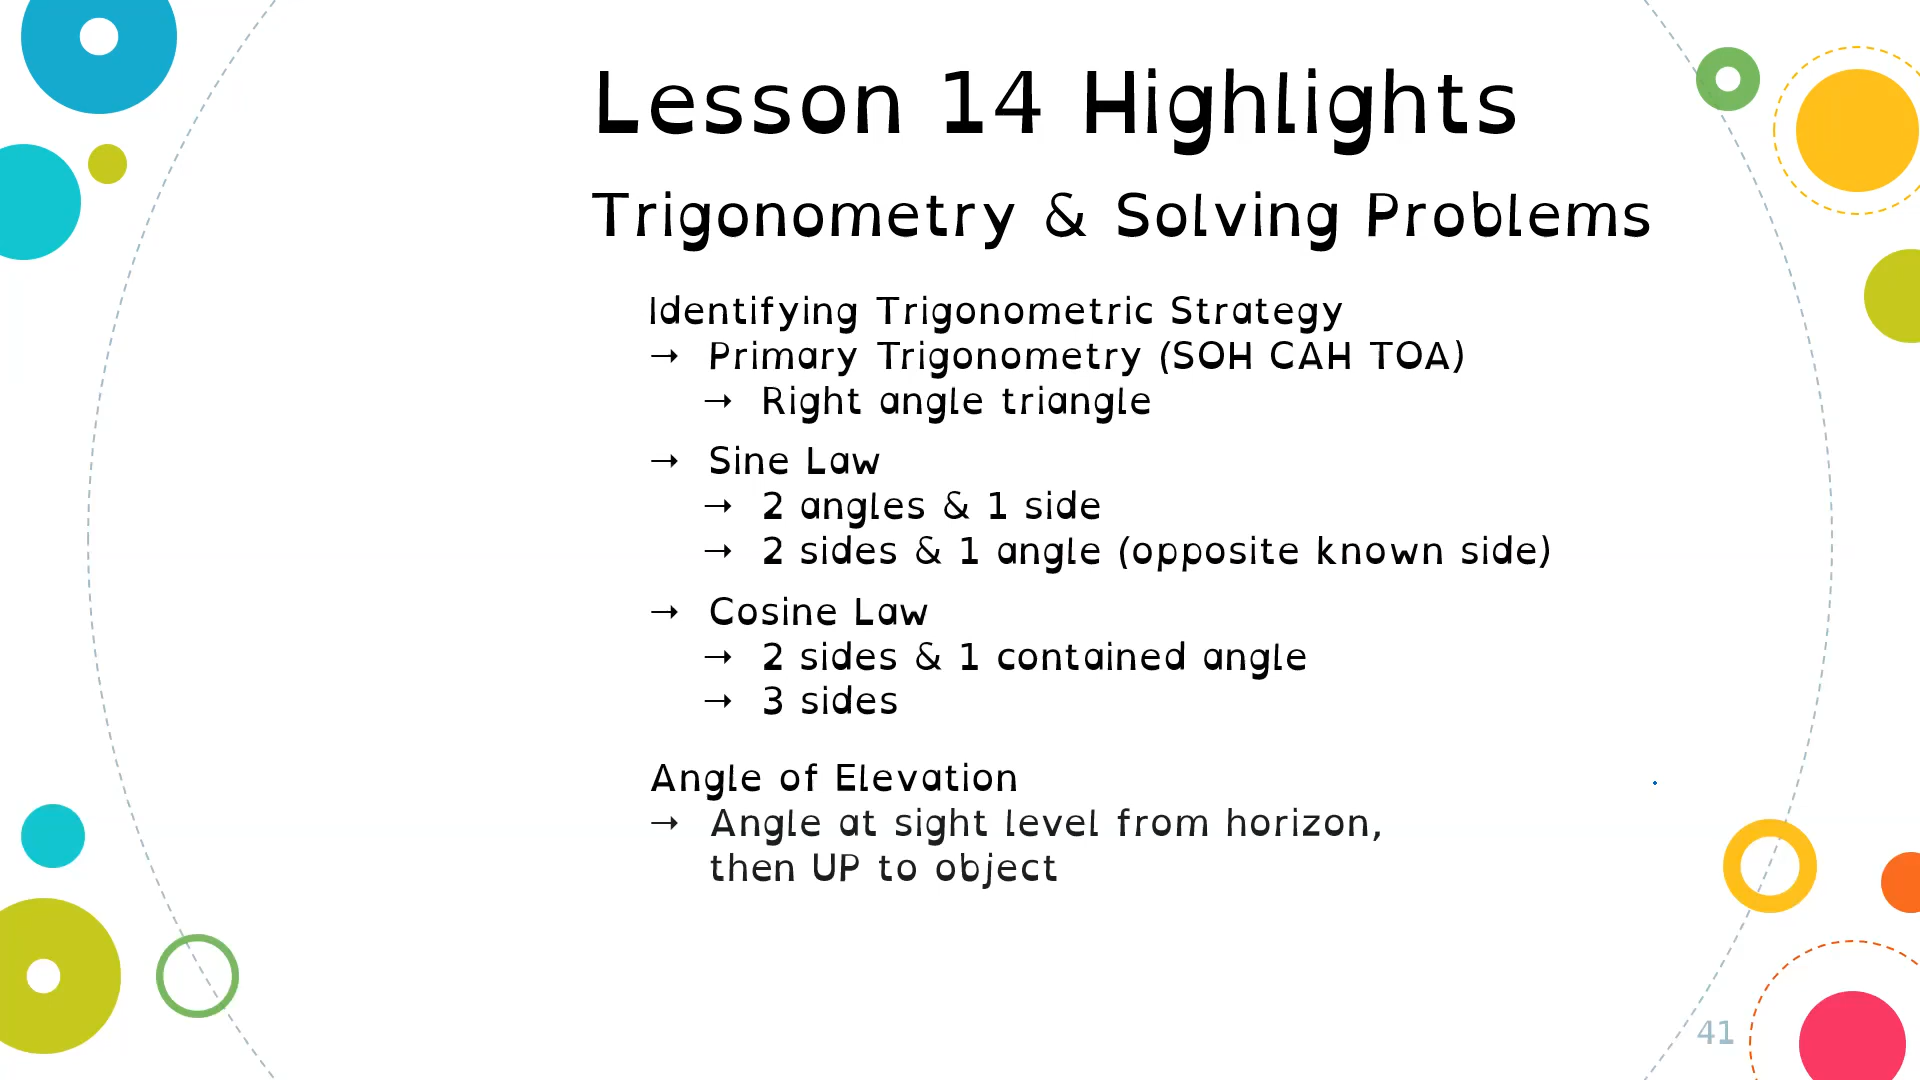 Lesson 14 Highlights
Trigonometry & Solving Problems
Identifying Trigonometric Strategy
→ Primary Trigonometry (SOH CAH TOA)
→ Right angle triangle
→ Sine Law
→ 2 angles & 1 side
→ 2 sides & 1 angle (opposite known side)
→ Cosine Law
→ 2 sides & 1 contained angle
→ 3 sides
Angle of Elevation
→ Angle at sight level from horizon,
then UP to object
41